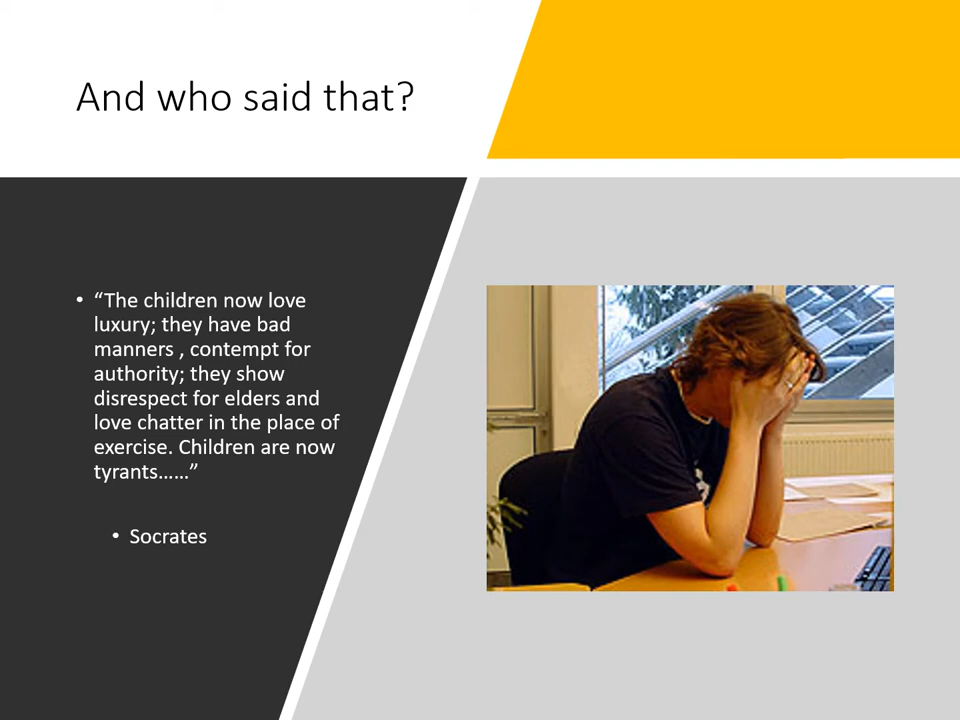 And who said that?
• “The children now love
luxury; they have bad
manners , contempt for
authority; they show
disrespect for elders and
love chatter in the place of
exercise. Children are now
tyrants……”
• Socrates